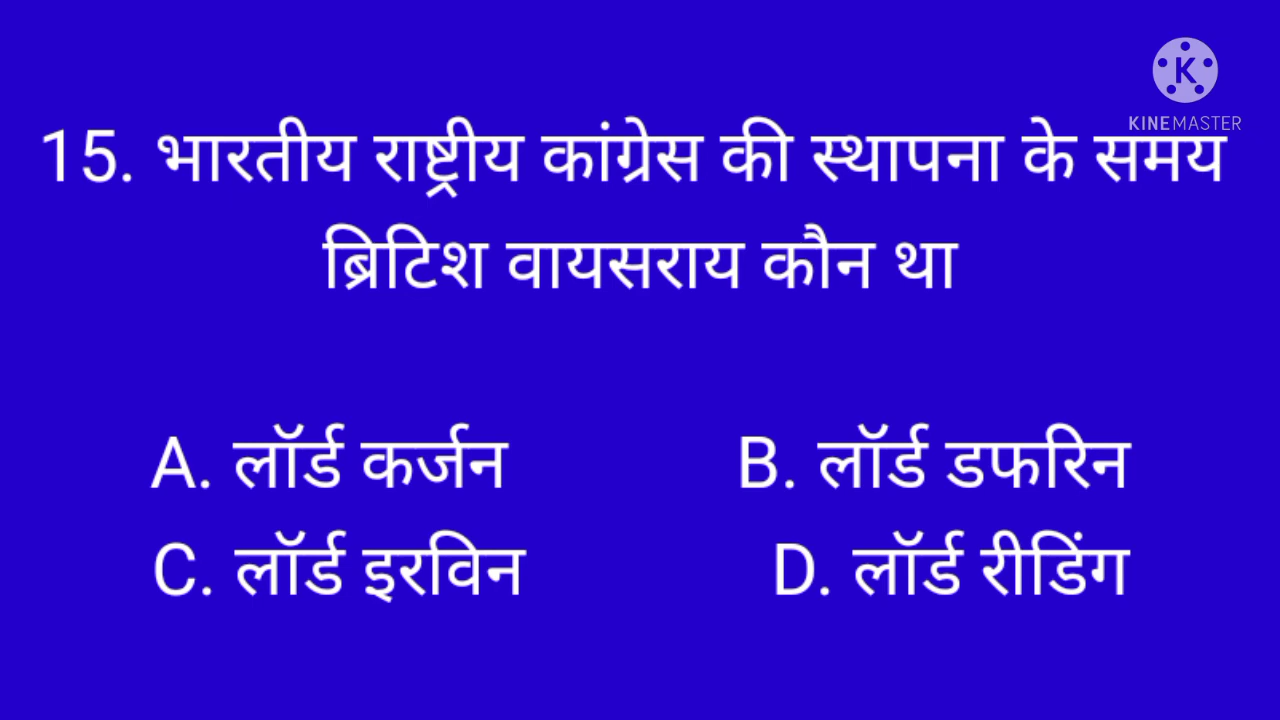 K
KINEMASTER
15. भारतीय राष्ट्रीय कांग्रेस की स्थापना के समय
ब्रिटिश वायसराय कौन था
A. लॉर्ड कर्जन B. लॉर्ड डफरिन
C. लॉर्ड इरविन D. लॉर्ड रीडिंग